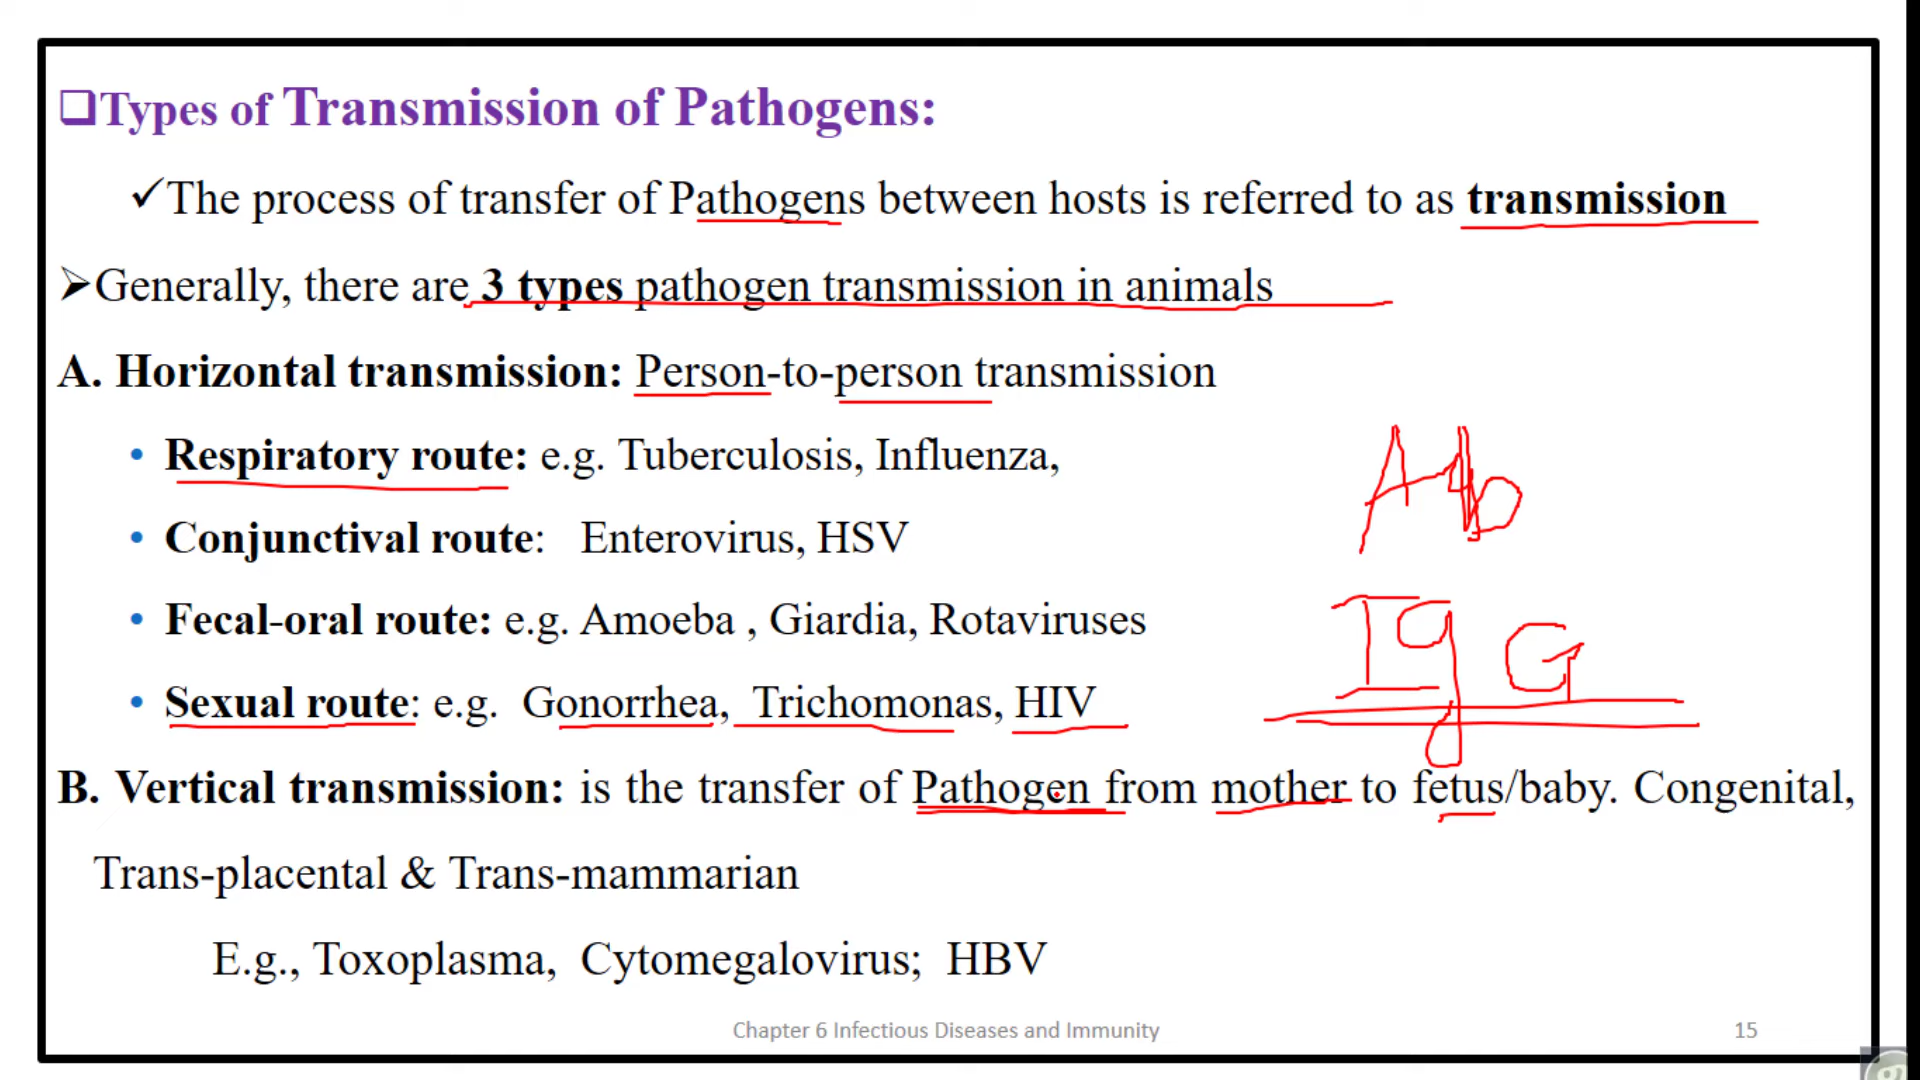 Types of Transmission of Pathogens:
The process of transfer of Pathogens between hosts is referred to as transmission
Generally, there are 3 types pathogen transmission in animals
A. Horizontal transmission: Person-to-person transmission
• Respiratory route: e.g. Tuberculosis, Influenza,
Ab
• Conjunctival route: Enterovirus, HSV
• Fecal-oral route: e.g. Amoeba , Giardia, Rotaviruses
Ig G
• Sexual route: e.g. Gonorrhea, Trichomonas, HIV
B. Vertical transmission: is the transfer of Pathogen from mother to fetus/baby. Congenital,
Trans-placental & Trans-mammarian
E.g., Toxoplasma, Cytomegalovirus; HBV
Chapter 6 Infectious Diseases and Immunity 15